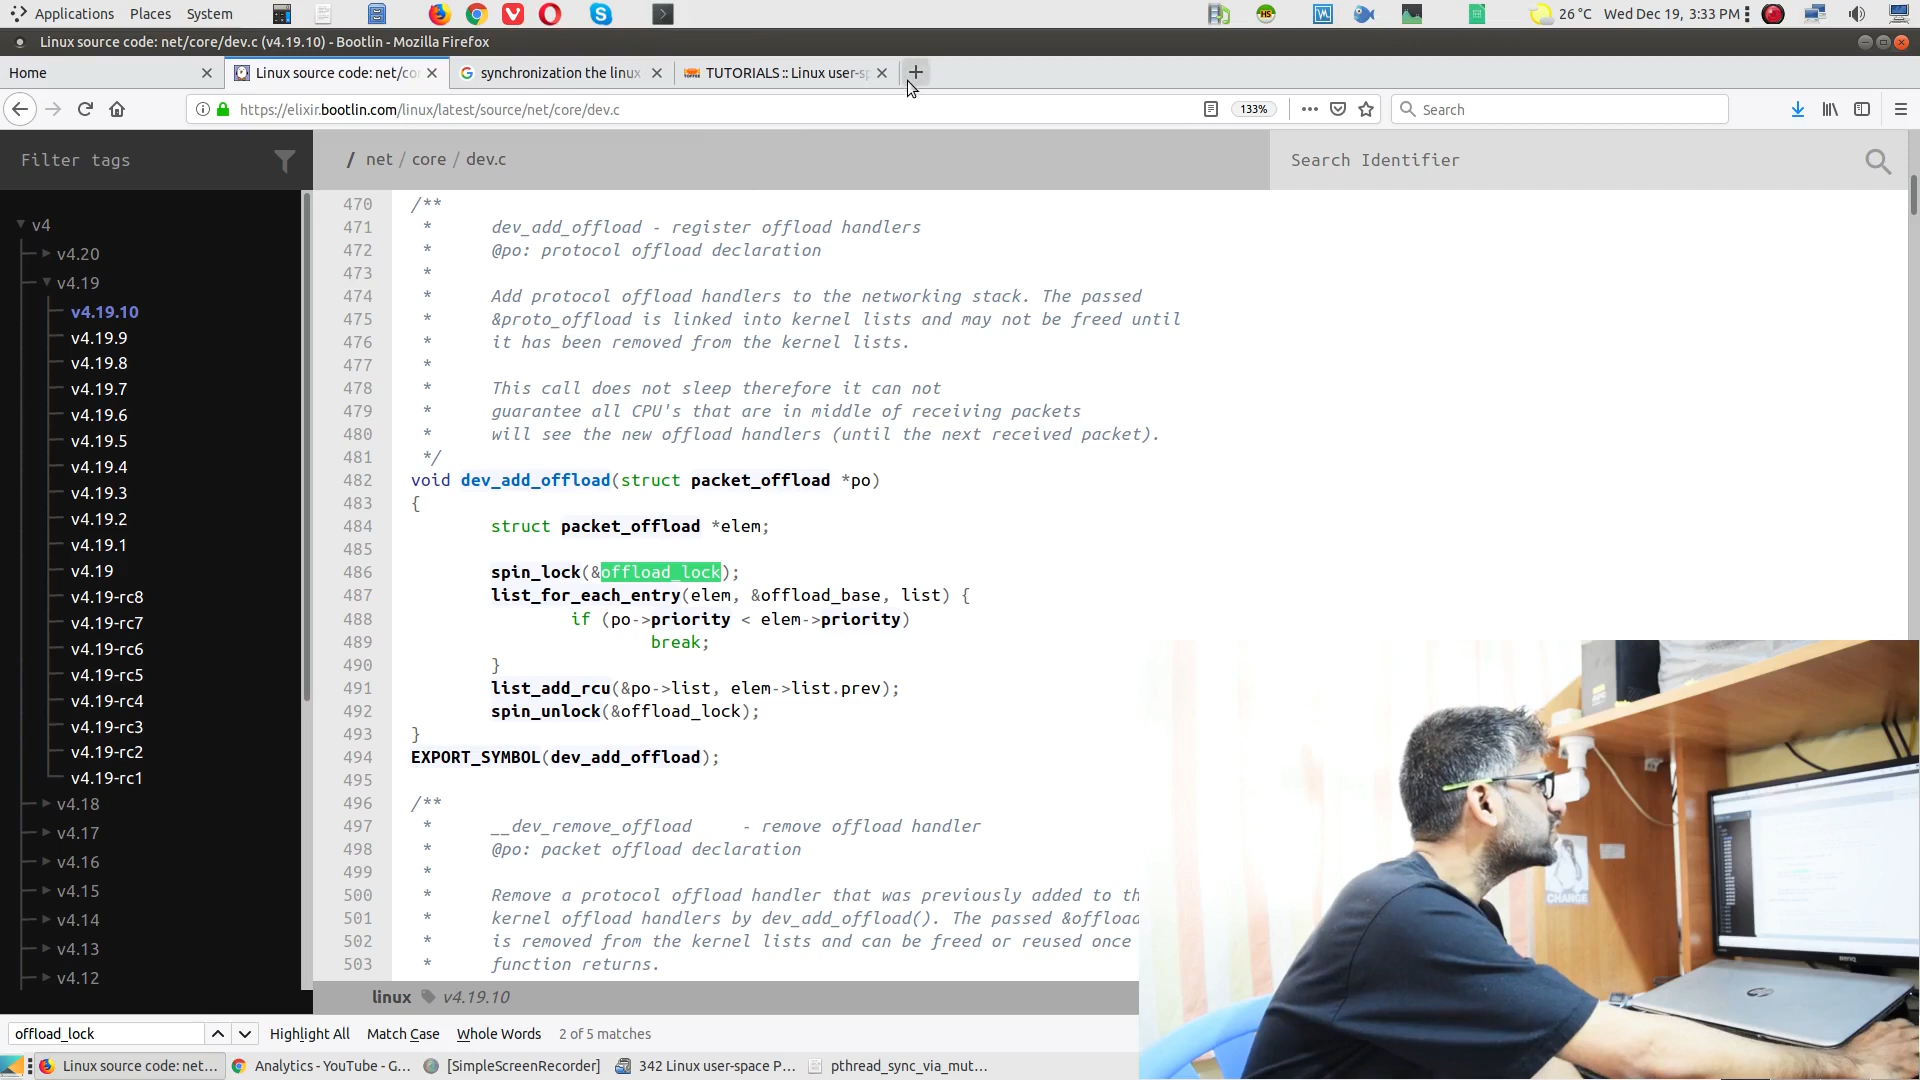 Applications Places System
26 °C Wed Dec 19, 3:33 PM
Linux source code: net/core/dev.c (v4.19.10) - Bootlin - Mozilla Firefox
Home
Linux source code: net/co
synchronization the linux
TUTORIALS :: Linux user-sp
https://elixir.bootlin.com/linux/latest/source/net/core/dev.c
133%
Search
Filter tags
/ net / core / dev.c
Search Identifier
v4
v4.20
v4.19
v4.19.10
v4.19.9
v4.19.8
v4.19.7
v4.19.6
v4.19.5
v4.19.4
v4.19.3
v4.19.2
v4.19.1
v4.19
v4.19-rc8
v4.19-rc7
v4.19-rc6
v4.19-rc5
v4.19-rc4
v4.19-rc3
v4.19-rc2
v4.19-rc1
v4.18
v4.17
v4.16
v4.15
v4.14
v4.13
v4.12
470 /**
471 * dev_add_offload - register offload handlers
472 * @po: protocol offload declaration
473 *
474 * Add protocol offload handlers to the networking stack. The passed
475 * &proto_offload is linked into kernel lists and may not be freed until
476 * it has been removed from the kernel lists.
477 *
478 * This call does not sleep therefore it can not
479 * guarantee all CPU's that are in middle of receiving packets
480 * will see the new offload handlers (until the next received packet).
481 */
482 void dev_add_offload(struct packet_offload *po)
483 {
484 struct packet_offload *elem;
485
486 spin_lock(&offload_lock);
487 list_for_each_entry(elem, &offload_base, list) {
488 if (po->priority < elem->priority)
489 break;
490 }
491 list_add_rcu(&po->list, elem->list.prev);
492 spin_unlock(&offload_lock);
493 }
494 EXPORT_SYMBOL(dev_add_offload);
495
496 /**
497 * __dev_remove_offload - remove offload handler
498 * @po: packet offload declaration
499 *
500 * Remove a protocol offload handler that was previously added to th
501 * kernel offload handlers by dev_add_offload(). The passed &offload
502 * is removed from the kernel lists and can be freed or reused once
503 * function returns.
linux v4.19.10
offload_lock
Highlight All Match Case Whole Words 2 of 5 matches
Linux source code: net...
Analytics - YouTube - G...
[SimpleScreenRecorder]
342 Linux user-space P...
pthread_sync_via_mut...
CHANGE
BenQ